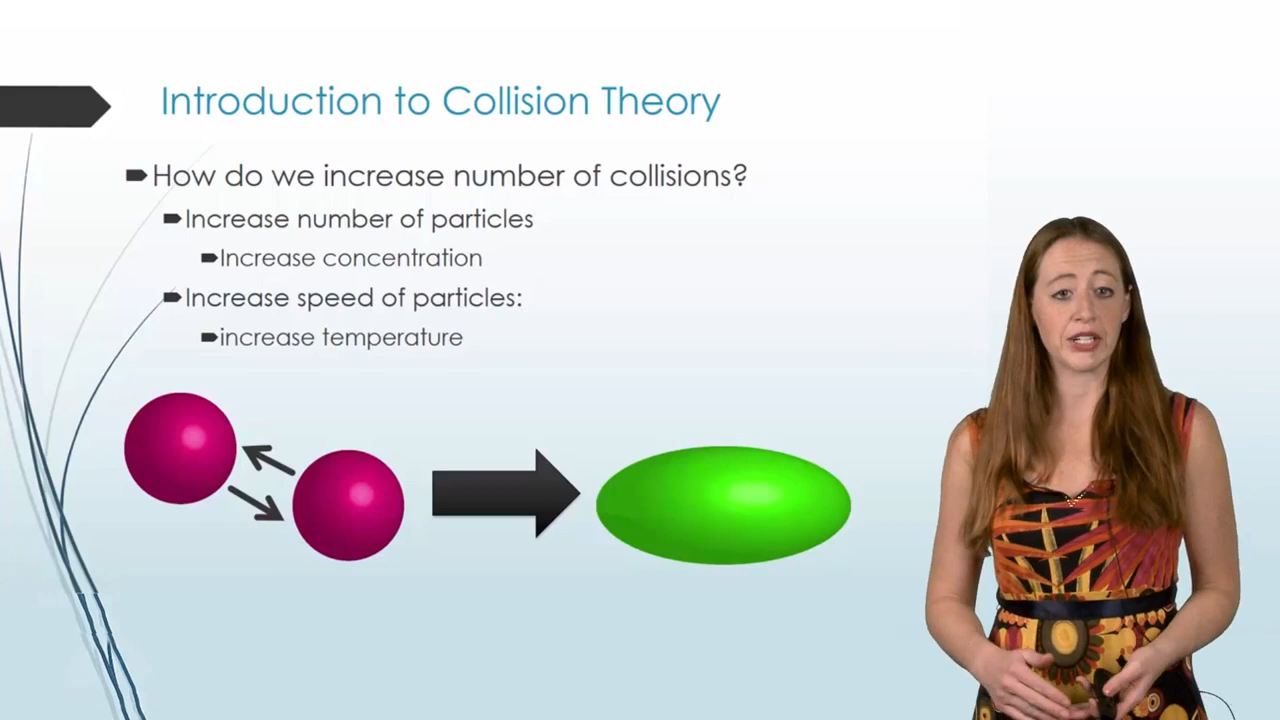 Introduction to Collision Theory
How do we increase number of collisions?
Increase number of particles
Increase concentration
Increase speed of particles:
increase temperature